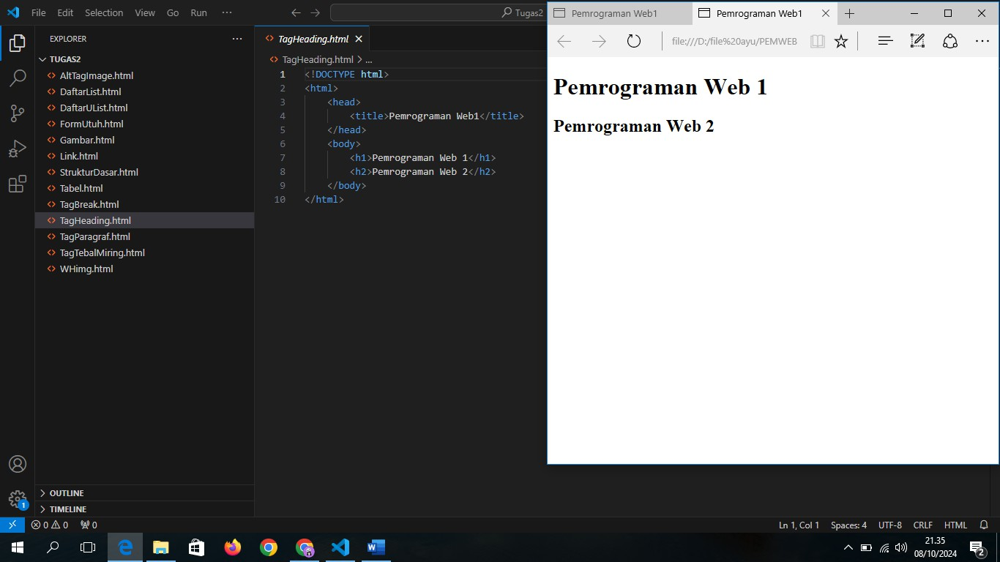 File Edit Selection View Go Run ···
Tugas2
EXPLORER
TUGAS2
AltTagImage.html
DaftarList.html
DaftarUList.html
FormUtuh.html
Gambar.html
Link.html
StrukturDasar.html
Tabel.html
TagBreak.html
TagHeading.html
TagParagraf.html
TagTebalMiring.html
WHimg.html
OUTLINE
TIMELINE
TagHeading.html
TagHeading.html > ...
1 <!DOCTYPE html>
2 <html>
3 <head>
4 <title>Pemrograman Web1</title>
5 </head>
6 <body>
7 <h1>Pemrograman Web 1</h1>
8 <h2>Pemrograman Web 2</h2>
9 </body>
10 </html>
Pemrograman Web1
Pemrograman Web1
file:///D:/file%20ayu/PEMWEB
Pemrograman Web 1
Pemrograman Web 2
1
0 0 0
Ln 1, Col 1 Spaces: 4 UTF-8 CRLF HTML
21.35
08/10/2024
2